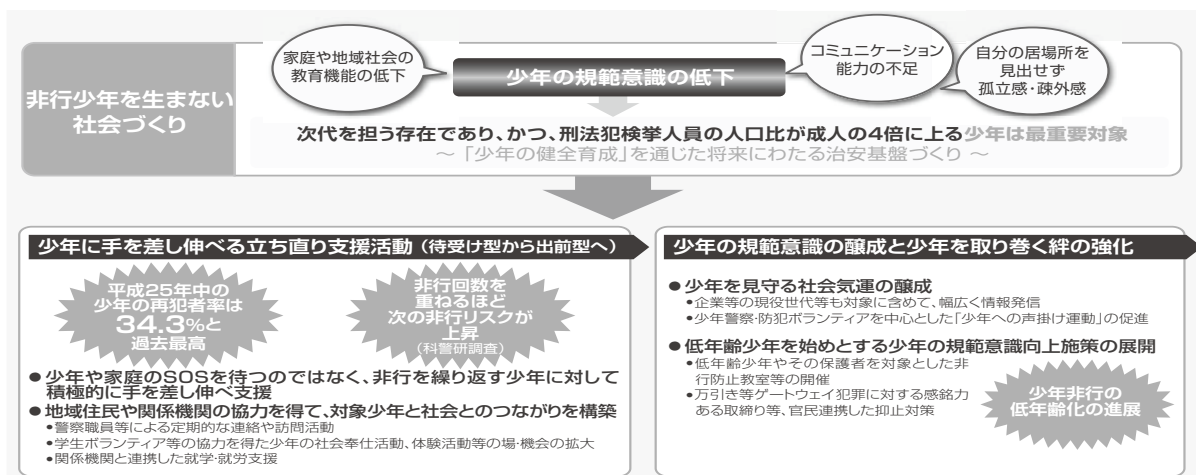 家庭や地域社会の
教育機能の低下
少年の規範意識の低下
コミュニケーション
能力の不足
自分の居場所を
見出せず
孤立感・疎外感
非行少年を生まない
社会づくり
次代を担う存在であり、かつ、刑法犯検挙人員の人口比が成人の4倍に上る少年は最重要対象
～「少年の健全育成」を通じた将来にわたる治安基盤づくり～
少年に手を差し伸べる立ち直り支援活動（待受け型から出前型へ）
平成25年中の
少年の再犯者率は
34.3%と
過去最高
非行回数を
重ねるほど
次の非行リスクが
上昇
（科警研調査）
●少年や家庭のSOSを待つのではなく、非行を繰り返す少年に対して
積極的に手を差し伸べ支援
●地域住民や関係機関の協力を得て、対象少年と社会とのつながりを構築
•警察職員等による定期的な連絡や訪問活動
•学生ボランティア等の協力を得た少年の社会奉仕活動、体験活動等の場・機会の拡大
•関係機関と連携した就学・就労支援
少年の規範意識の醸成と少年を取り巻く絆の強化
●少年を見守る社会気運の醸成
•企業等の現役世代等も対象に含めて、幅広く情報発信
•少年警察・防犯ボランティアを中心とした「少年への声掛け運動」の促進
●低年齢少年を始めとする少年の規範意識向上施策の展開
•低年齢少年やその保護者を対象とした非
行防止教室等の開催
•万引き等ゲートウェイ犯罪に対する感銘力
ある取締り等、官民連携した抑止対策
少年非行の
低年齢化の進展